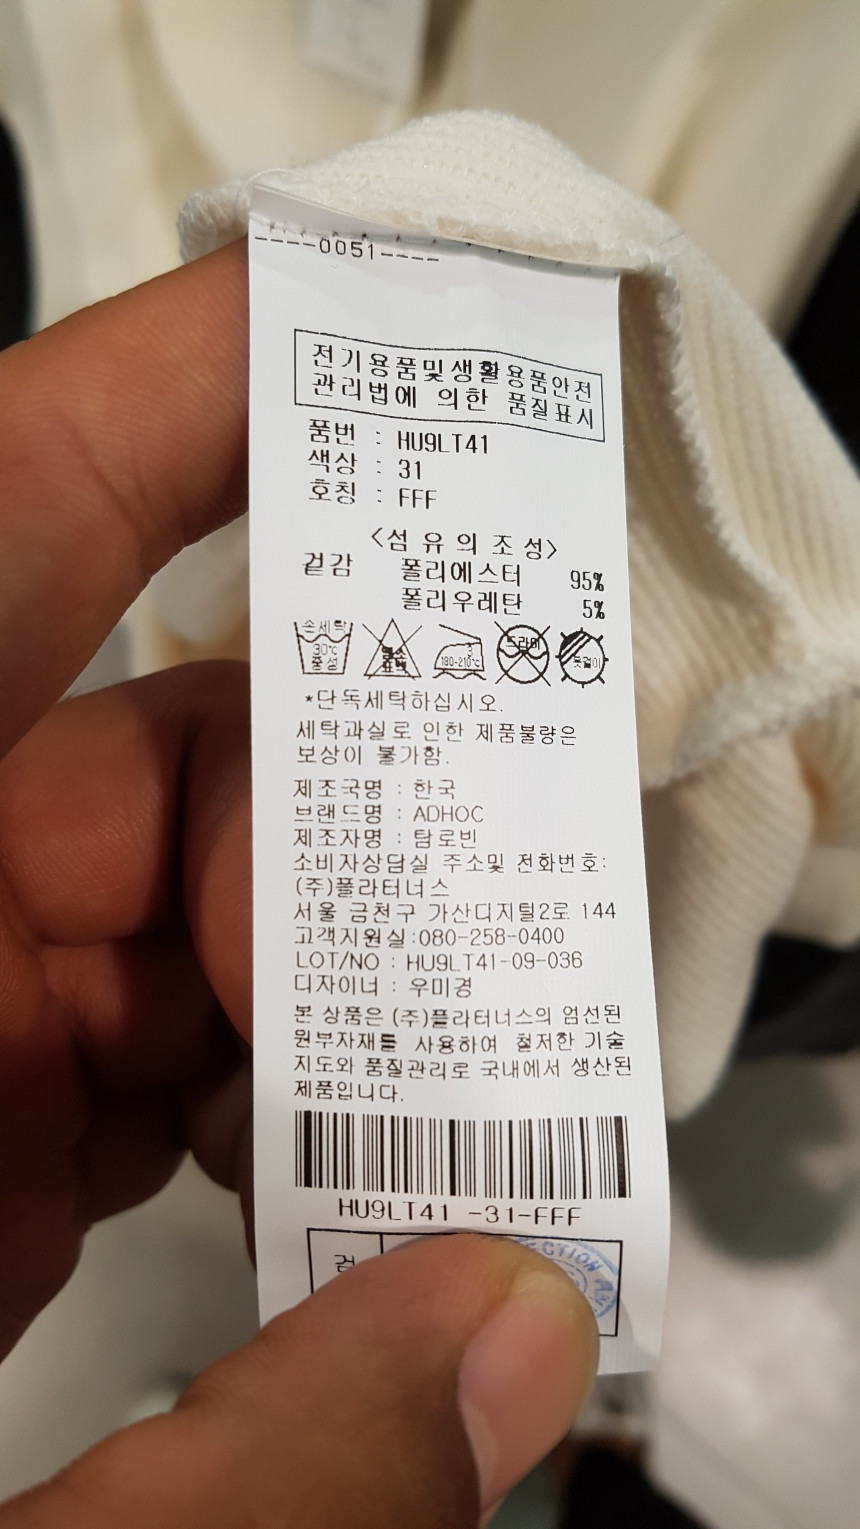 ----0051----
전기용품및생활용품안전
관리법에 의한 품질표시
품번 : HU9LT41
색상 : 31
호칭 : FFF
<섬 유 의 조 성>
겉감 폴리에스터 95%
폴리우레탄 5%
손세탁
30℃
중성
염소
표백
3
180-210℃
드라이
옷걸이
*단독세탁하십시오.
세탁과실로 인한 제품불량은
보상이 불가함.
제조국명 : 한국
브랜드명 : ADHOC
제조자명 : 탐로빈
소비자상담실 주소및 전화번호:
(주)플라터너스
서울 금천구 가산디지털2로 144
고객지원실:080-258-0400
LOT/NO : HU9LT41-09-036
디자이너 : 우미경
본 상품은 (주)플라터너스의 엄선된
원부자재를 사용하여 철저한 기술
지도와 품질관리로 국내에서 생산된
제품입니다.
HU9LT41 -31-FFF
검